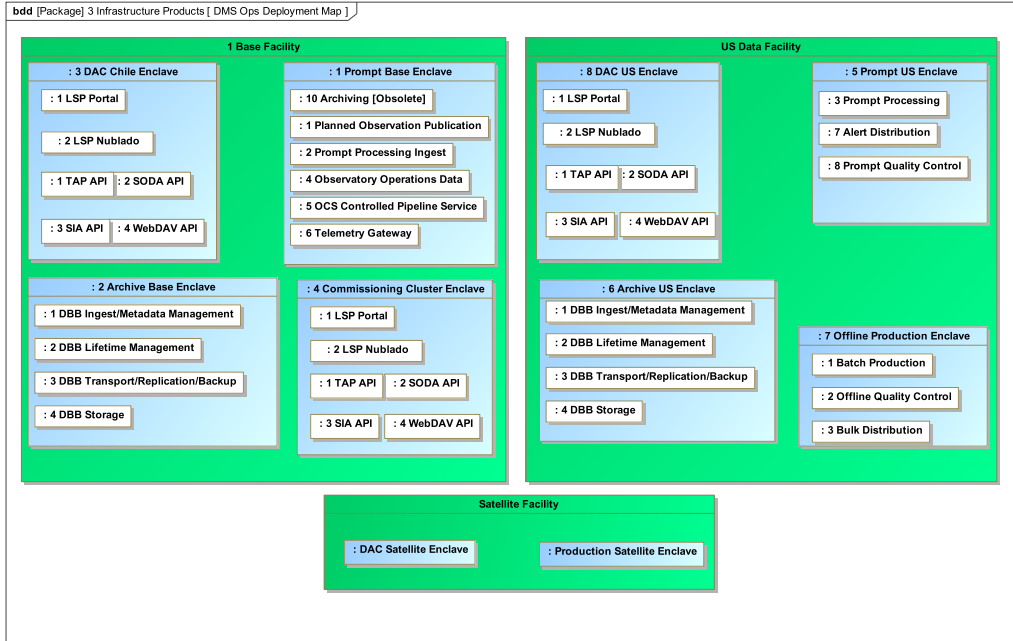 bdd [Package] 3 Infrastructure Products [ DMS Ops Deployment Map ]
1 Base Facility
: 3 DAC Chile Enclave
: 1 LSP Portal
: 2 LSP Nublado
: 1 TAP API
: 2 SODA API
: 3 SIA API
: 4 WebDAV API
: 1 Prompt Base Enclave
: 10 Archiving [Obsolete]
: 1 Planned Observation Publication
: 2 Prompt Processing Ingest
: 4 Observatory Operations Data
: 5 OCS Controlled Pipeline Service
: 6 Telemetry Gateway
: 2 Archive Base Enclave
: 1 DBB Ingest/Metadata Management
: 2 DBB Lifetime Management
: 3 DBB Transport/Replication/Backup
: 4 DBB Storage
: 4 Commissioning Cluster Enclave
: 1 LSP Portal
: 2 LSP Nublado
: 1 TAP API
: 2 SODA API
: 3 SIA API
: 4 WebDAV API
US Data Facility
: 8 DAC US Enclave
: 1 LSP Portal
: 2 LSP Nublado
: 1 TAP API
: 2 SODA API
: 3 SIA API
: 4 WebDAV API
: 5 Prompt US Enclave
: 3 Prompt Processing
: 7 Alert Distribution
: 8 Prompt Quality Control
: 6 Archive US Enclave
: 1 DBB Ingest/Metadata Management
: 2 DBB Lifetime Management
: 3 DBB Transport/Replication/Backup
: 4 DBB Storage
: 7 Offline Production Enclave
: 1 Batch Production
: 2 Offline Quality Control
: 3 Bulk Distribution
Satellite Facility
: DAC Satellite Enclave
: Production Satellite Enclave